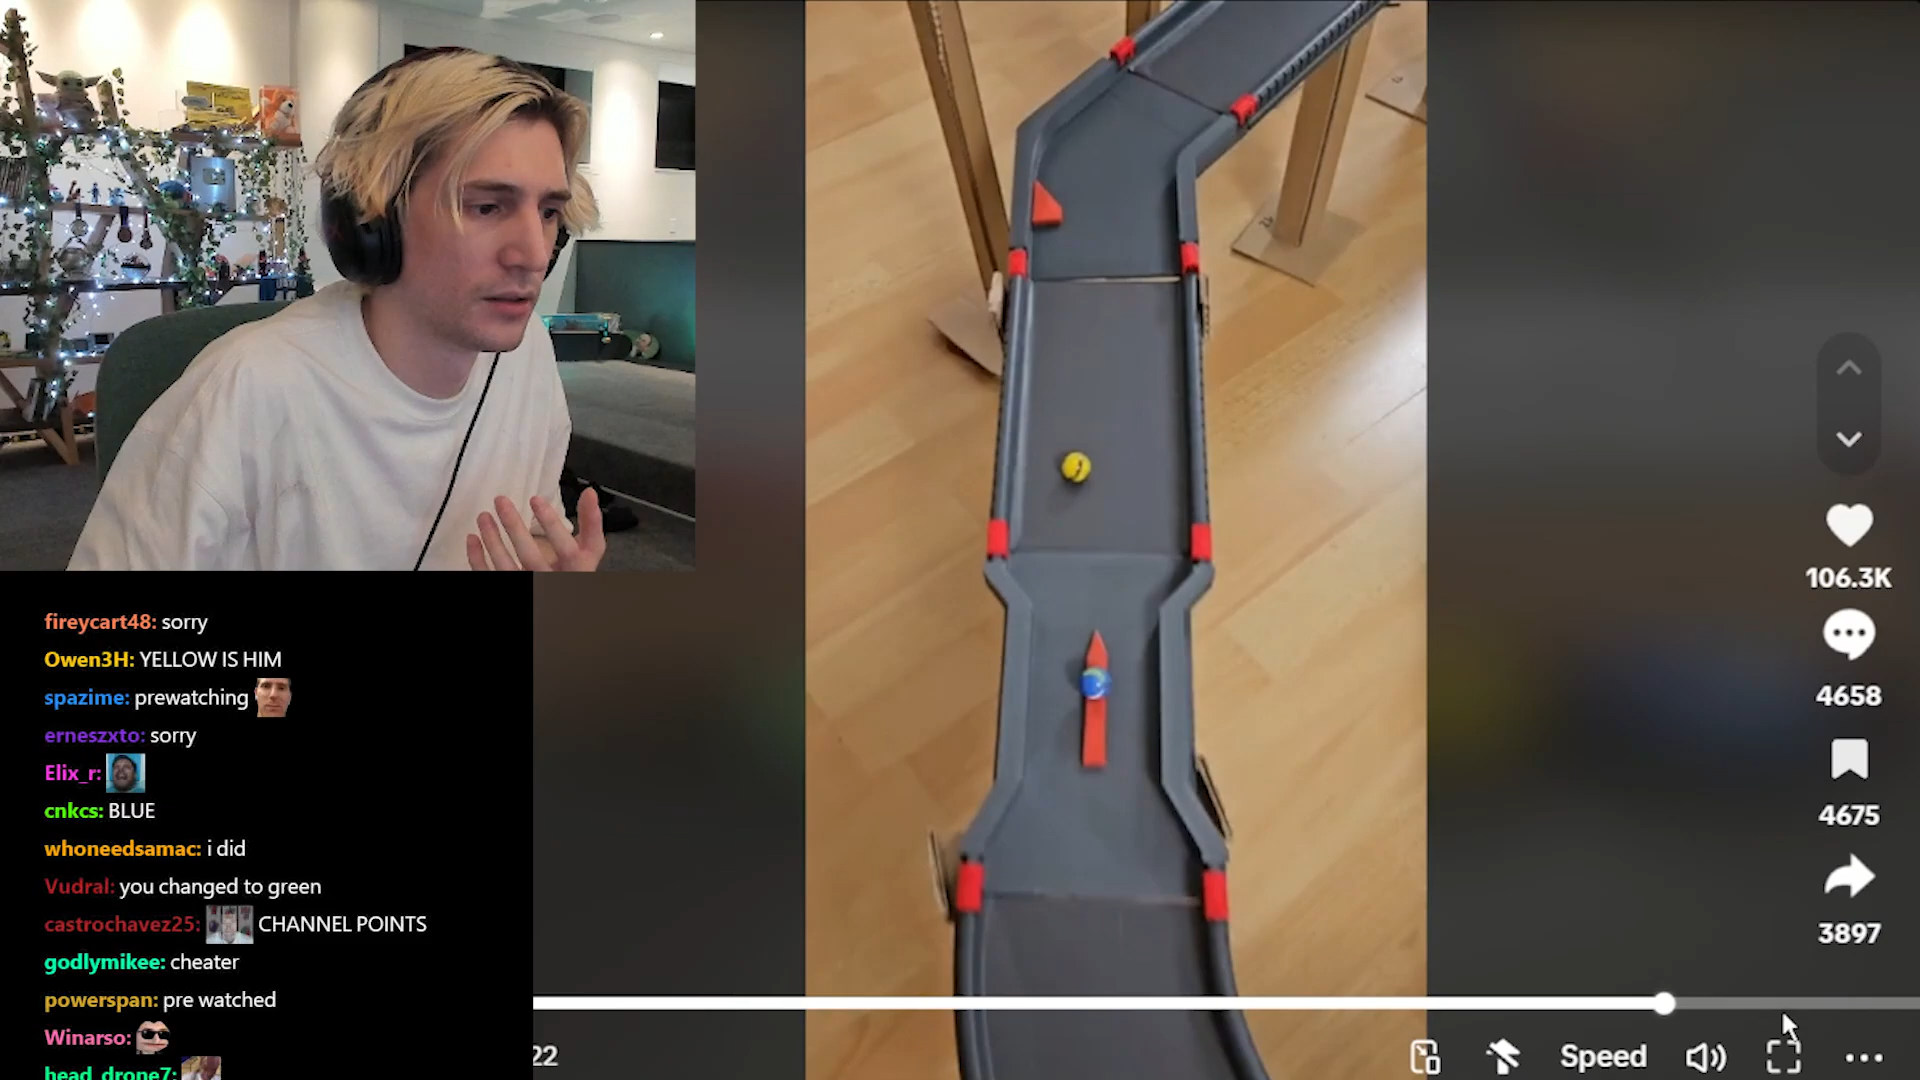 fireycart48: sorry
Owen3H: YELLOW IS HIM
spazime: prewatching
erneszxto: sorry
Elix_r:
cnkcs: BLUE
whoneedsamac: i did
Vudral: you changed to green
castrochavez25: CHANNEL POINTS
godlymikee: cheater
powerspan: pre watched
Winarso:
head_drone7:
106.3K
4658
4675
3897
22
Speed